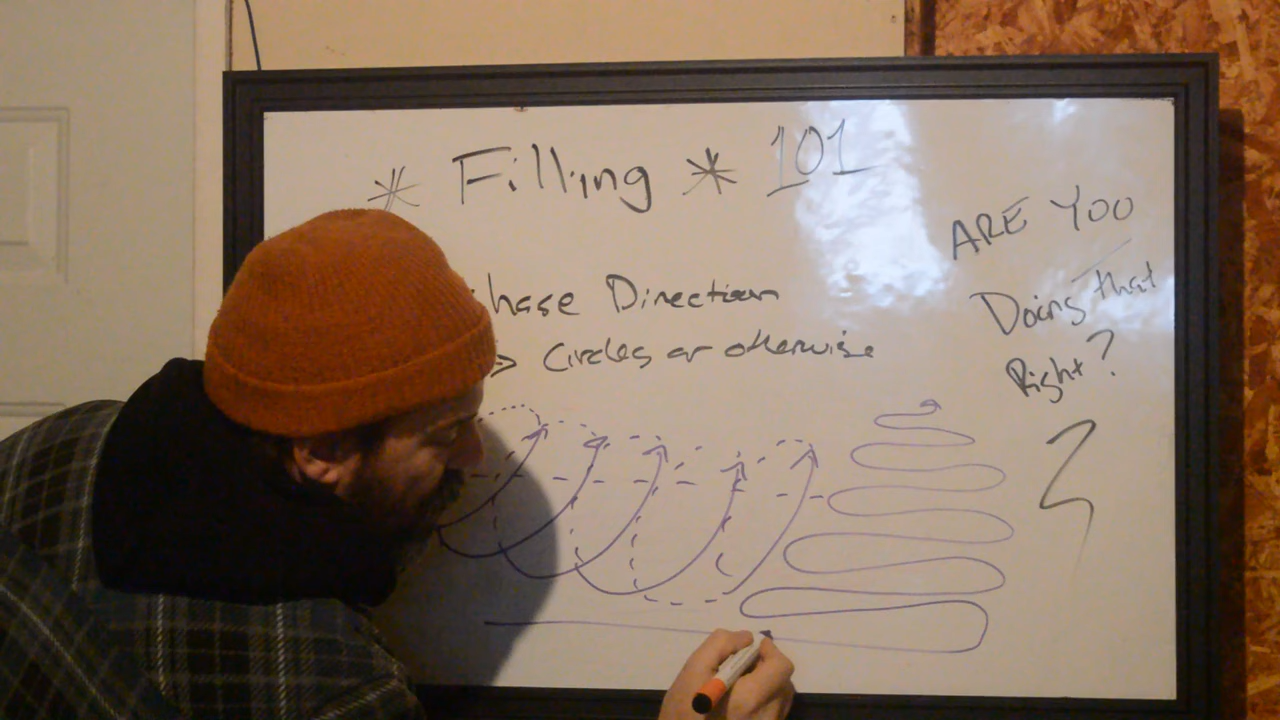 * Filling * 101
ARE YOU
Doing that
Right?
hase Direction
→ Circles or otherwise